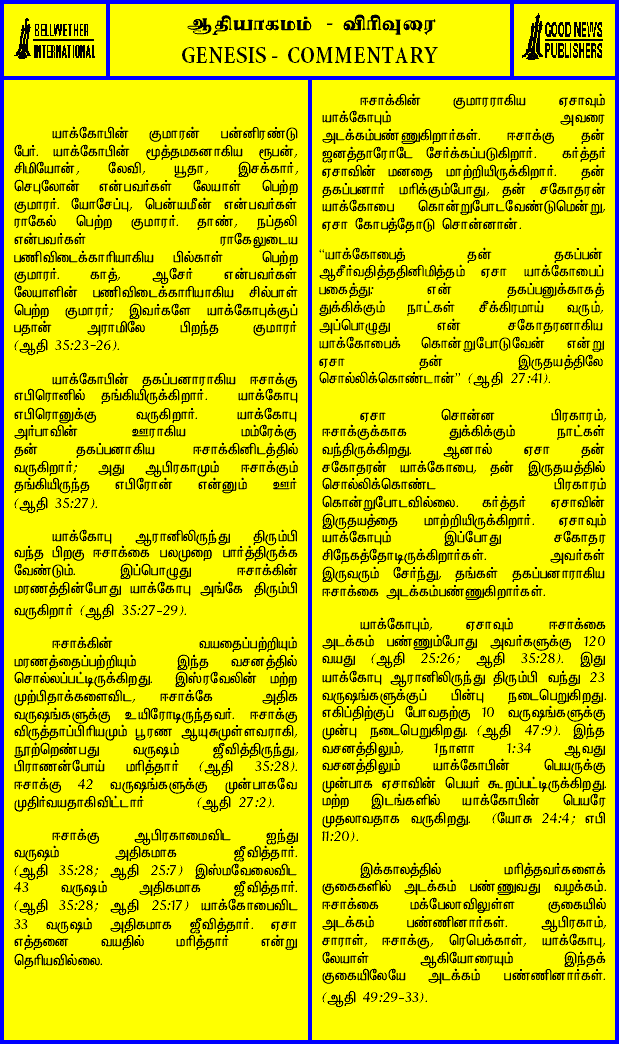 BELLWETHER
INTERNATIONAL
ஆதியாகமம் - விரிவுரை
GENESIS - COMMENTARY
GOOD NEWS
PUBLISHERS
யாக்கோபின் குமாரன் பன்னிரண்டு
பேர். யாக்கோபின் மூத்தமகனாகிய ரூபன்,
சிமியோன், லேவி, யூதா, இசக்கார்,
செபுலோன் என்பவர்கள் லேயாள் பெற்ற
குமாரர். யோசேப்பு, பென்யமீன் என்பவர்கள்
ராகேல் பெற்ற குமாரர். தாண், நப்தலி
என்பவர்கள் ராகேலுடைய
பணிவிடைக்காரியாகிய பில்காள் பெற்ற
குமாரர். காத், ஆசேர் என்பவர்கள்
லேயாளின் பணிவிடைக்காரியாகிய சில்பாள்
பெற்ற குமாரர்; இவர்களே யாக்கோபுக்குப்
பதான் அராமிலே பிறந்த குமாரர்
(ஆதி 35:23-26).
யாக்கோபின் தகப்பனாராகிய ஈசாக்கு
எபிரொனில் தங்கியிருக்கிறார். யாக்கோபு
எபிரொனுக்கு வருகிறார். யாக்கோபு
அர்பாவின் ஊராகிய மம்ரேக்கு
தன் தகப்பனாகிய ஈசாக்கினிடத்தில்
வருகிறார்; அது ஆபிரகாமும் ஈசாக்கும்
தங்கியிருந்த எபிரோன் என்னும் ஊர்
(ஆதி 35:27).
யாக்கோபு ஆரானிலிருந்து திரும்பி
வந்த பிறகு ஈசாக்கை பலமுறை பார்த்திருக்க
வேண்டும். இப்பொழுது ஈசாக்கின்
மரணத்தின்போது யாக்கோபு அங்கே திரும்பி
வருகிறார் (ஆதி 35:27-29).
ஈசாக்கின் வயதைப்பற்றியும்
மரணத்தைப்பற்றியும் இந்த வசனத்தில்
சொல்லப்பட்டிருக்கிறது. இஸ்ரவேலின் மற்ற
முற்பிதாக்களைவிட, ஈசாக்கே அதிக
வருஷங்களுக்கு உயிரோடிருந்தவர். ஈசாக்கு
விருத்தாப்பிரியமும் பூரண ஆயுசுமுள்ளவராகி,
நூற்றெண்பது வருஷம் ஜீவித்திருந்து,
பிராணன்போய் மரித்தார் (ஆதி 35:28).
ஈசாக்கு 42 வருஷங்களுக்கு முன்பாகவே
முதிர்வயதாகிவிட்டார் (ஆதி 27:2).
ஈசாக்கு ஆபிரகாமைவிட ஐந்து
வருஷம் அதிகமாக ஜீவித்தார்.
(ஆதி 35:28; ஆதி 25:7) இஸ்மவேலைவிட
43 வருஷம் அதிகமாக ஜீவித்தார்.
(ஆதி 35:28; ஆதி 25:17) யாக்கோபைவிட
33 வருஷம் அதிகமாக ஜீவித்தார். ஏசா
எத்தனை வயதில் மரித்தார் என்று
தெரியவில்லை.
ஈசாக்கின் குமாரராகிய ஏசாவும்
யாக்கோபும் அவரை
அடக்கம்பண்ணுகிறார்கள். ஈசாக்கு தன்
ஜனத்தாரோடே சேர்க்கப்படுகிறார். கர்த்தர்
ஏசாவின் மனதை மாற்றியிருக்கிறார். தன்
தகப்பனார் மரிக்கும்போது, தன் சகோதரன்
யாக்கோபை கொன்றுபோடவேண்டுமென்று,
ஏசா கோபத்தோடு சொன்னான்.
“யாக்கோபைத் தன் தகப்பன்
ஆசீர்வதித்ததினிமித்தம் ஏசா யாக்கோபைப்
பகைத்து: என் தகப்பனுக்காகத்
துக்கிக்கும் நாட்கள் சீக்கிரமாய் வரும்,
அப்பொழுது என் சகோதரனாகிய
யாக்கோபைக் கொன்றுபோடுவேன் என்று
ஏசா தன் இருதயத்திலே
சொல்லிக்கொண்டான்” (ஆதி 27:41).
ஏசா சொன்ன பிரகாரம்,
ஈசாக்குக்காக துக்கிக்கும் நாட்கள்
வந்திருக்கிறது. ஆனால் ஏசா தன்
சகோதரன் யாக்கோபை, தன் இருதயத்தில்
சொல்லிக்கொண்ட பிரகாரம்
கொன்றுபோடவில்லை. கர்த்தர் ஏசாவின்
இருதயத்தை மாற்றியிருக்கிறார். ஏசாவும்
யாக்கோபும் இப்போது சகோதர
சிநேகத்தோடிருக்கிறார்கள். அவர்கள்
இருவரும் சேர்ந்து, தங்கள் தகப்பனாராகிய
ஈசாக்கை அடக்கம்பண்ணுகிறார்கள்.
யாக்கோபும், ஏசாவும் ஈசாக்கை
அடக்கம் பண்ணும்போது அவர்களுக்கு 120
வயது (ஆதி 25:26; ஆதி 35:28). இது
யாக்கோபு ஆரானிலிருந்து திரும்பி வந்து 23
வருஷங்களுக்குப் பின்பு நடைபெறுகிறது.
எகிப்திற்குப் போவதற்கு 10 வருஷங்களுக்கு
முன்பு நடைபெறுகிறது. (ஆதி 47:9). இந்த
வசனத்திலும், 1நாளா 1:34 ஆவது
வசனத்திலும் யாக்கோபின் பெயருக்கு
முன்பாக ஏசாவின் பெயர் கூறப்பட்டிருக்கிறது.
மற்ற இடங்களில் யாக்கோபின் பெயரே
முதலாவதாக வருகிறது. (யோசு 24:4; எபி
11:20).
இக்காலத்தில் மரித்தவர்களைக்
குகைகளில் அடக்கம் பண்ணுவது வழக்கம்.
ஈசாக்கை மக்பேலாவிலுள்ள குகையில்
அடக்கம் பண்ணினார்கள். ஆபிரகாம்,
சாராள், ஈசாக்கு, ரெபெக்காள், யாக்கோபு,
லேயாள் ஆகியோரையும் இந்தக்
குகையிலேயே அடக்கம் பண்ணினார்கள்.
(ஆதி 49:29-33).